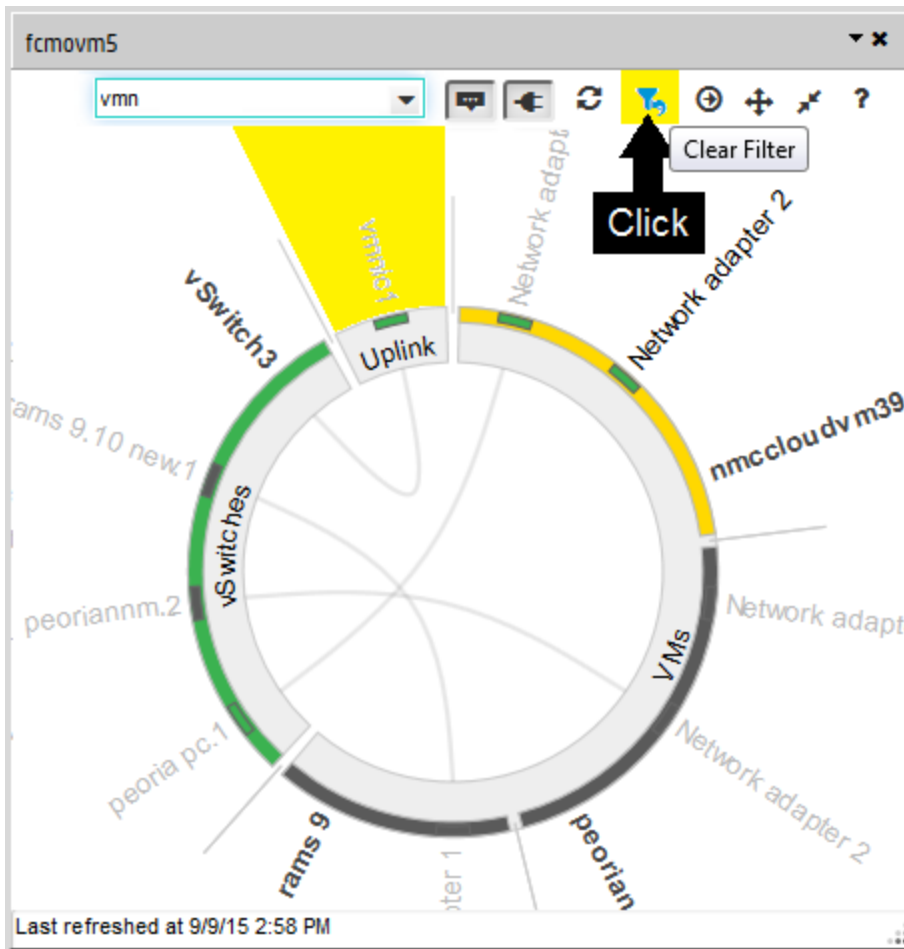 fcmovm5
vmn
?
Clear Filter
Click
Network adapt
Network adapter 2
vmnic1
Uplink
vSwitch3
nmccloudvm39
rams 9.10 new.1
vSwitches
peoriannm.2
Network adapt
VMs
peoria pc.1
Network adapter 2
rams 9
pter 1
peorian
Last refreshed at 9/9/15 2:58 PM